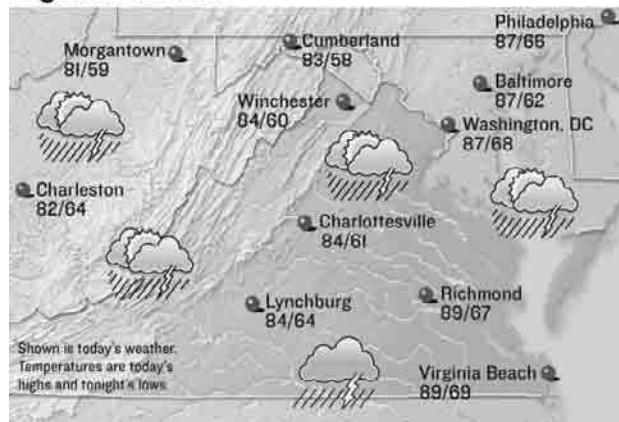 Philadelphia
87/66
Morgantown
81/59
Cumberland
83/58
Baltimore
87/62
Winchester
84/60
Washington, DC
87/68
Charleston
82/64
Charlottesville
84/61
Lynchburg
84/64
Richmond
89/67
Shown is today's weather.
Temperatures are today's
highs and tonight's lows.
Virginia Beach
89/69